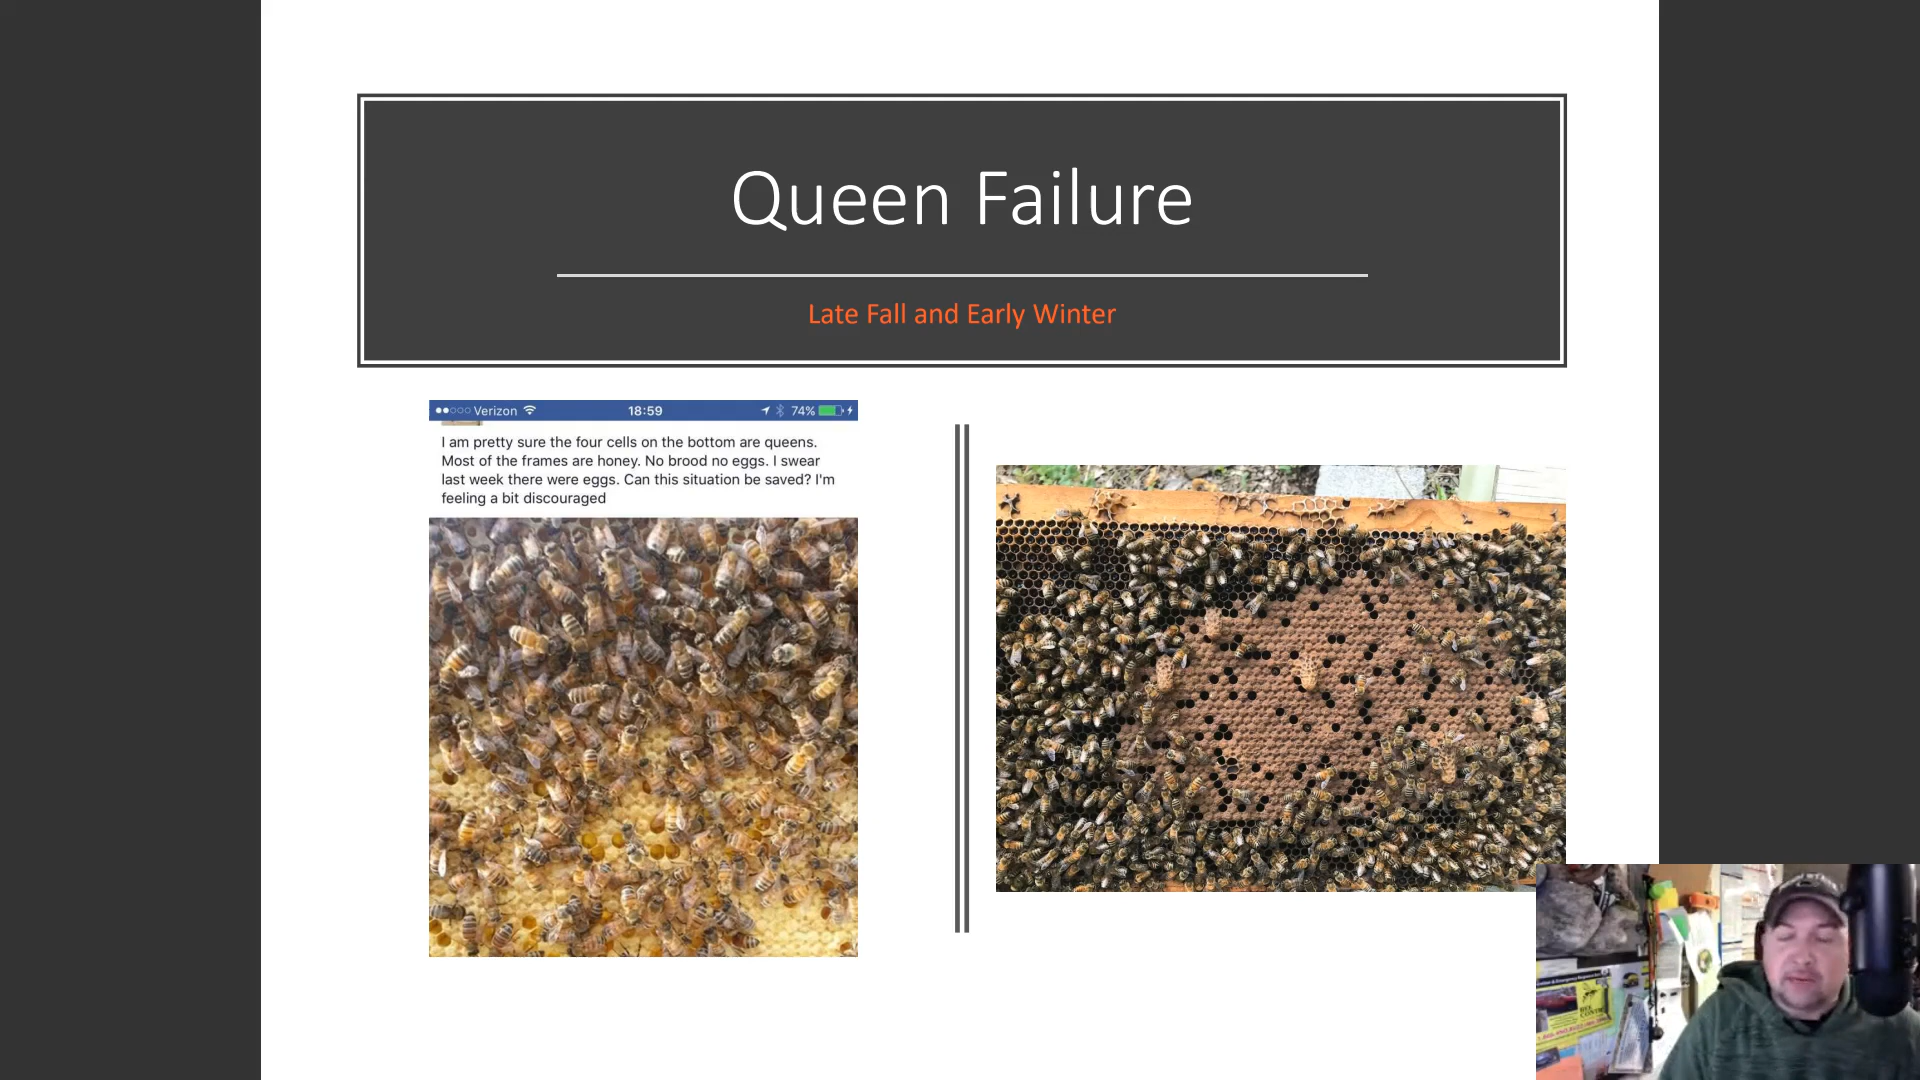 Queen Failure
Late Fall and Early Winter
Verizon 18:59 74%
I am pretty sure the four cells on the bottom are queens.
Most of the frames are honey. No brood no eggs. I swear
last week there were eggs. Can this situation be saved? I'm
feeling a bit discouraged